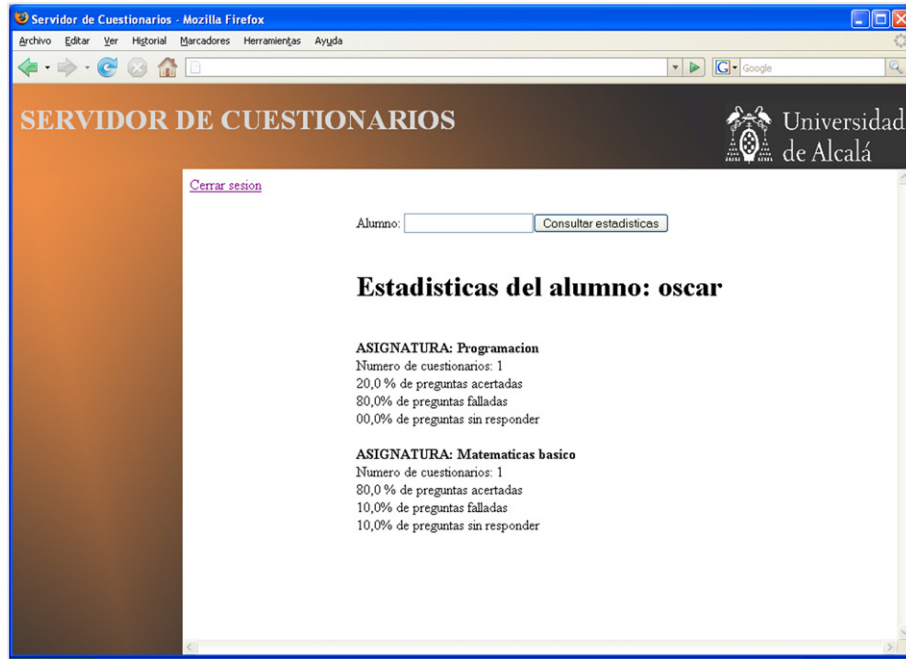 Servidor de Cuestionarios - Mozilla Firefox
Archivo Editar Ver Historial Marcadores Herramientas Ayuda
G Google
SERVIDOR DE CUESTIONARIOS
Universidad
de Alcalá
Cerrar sesion
Alumno: Consultar estadisticas
Estadisticas del alumno: oscar
ASIGNATURA: Programacion
Numero de cuestionarios: 1
20,0 % de preguntas acertadas
80,0% de preguntas falladas
00,0% de preguntas sin responder
ASIGNATURA: Matematicas basico
Numero de cuestionarios: 1
80,0 % de preguntas acertadas
10,0% de preguntas falladas
10,0% de preguntas sin responder